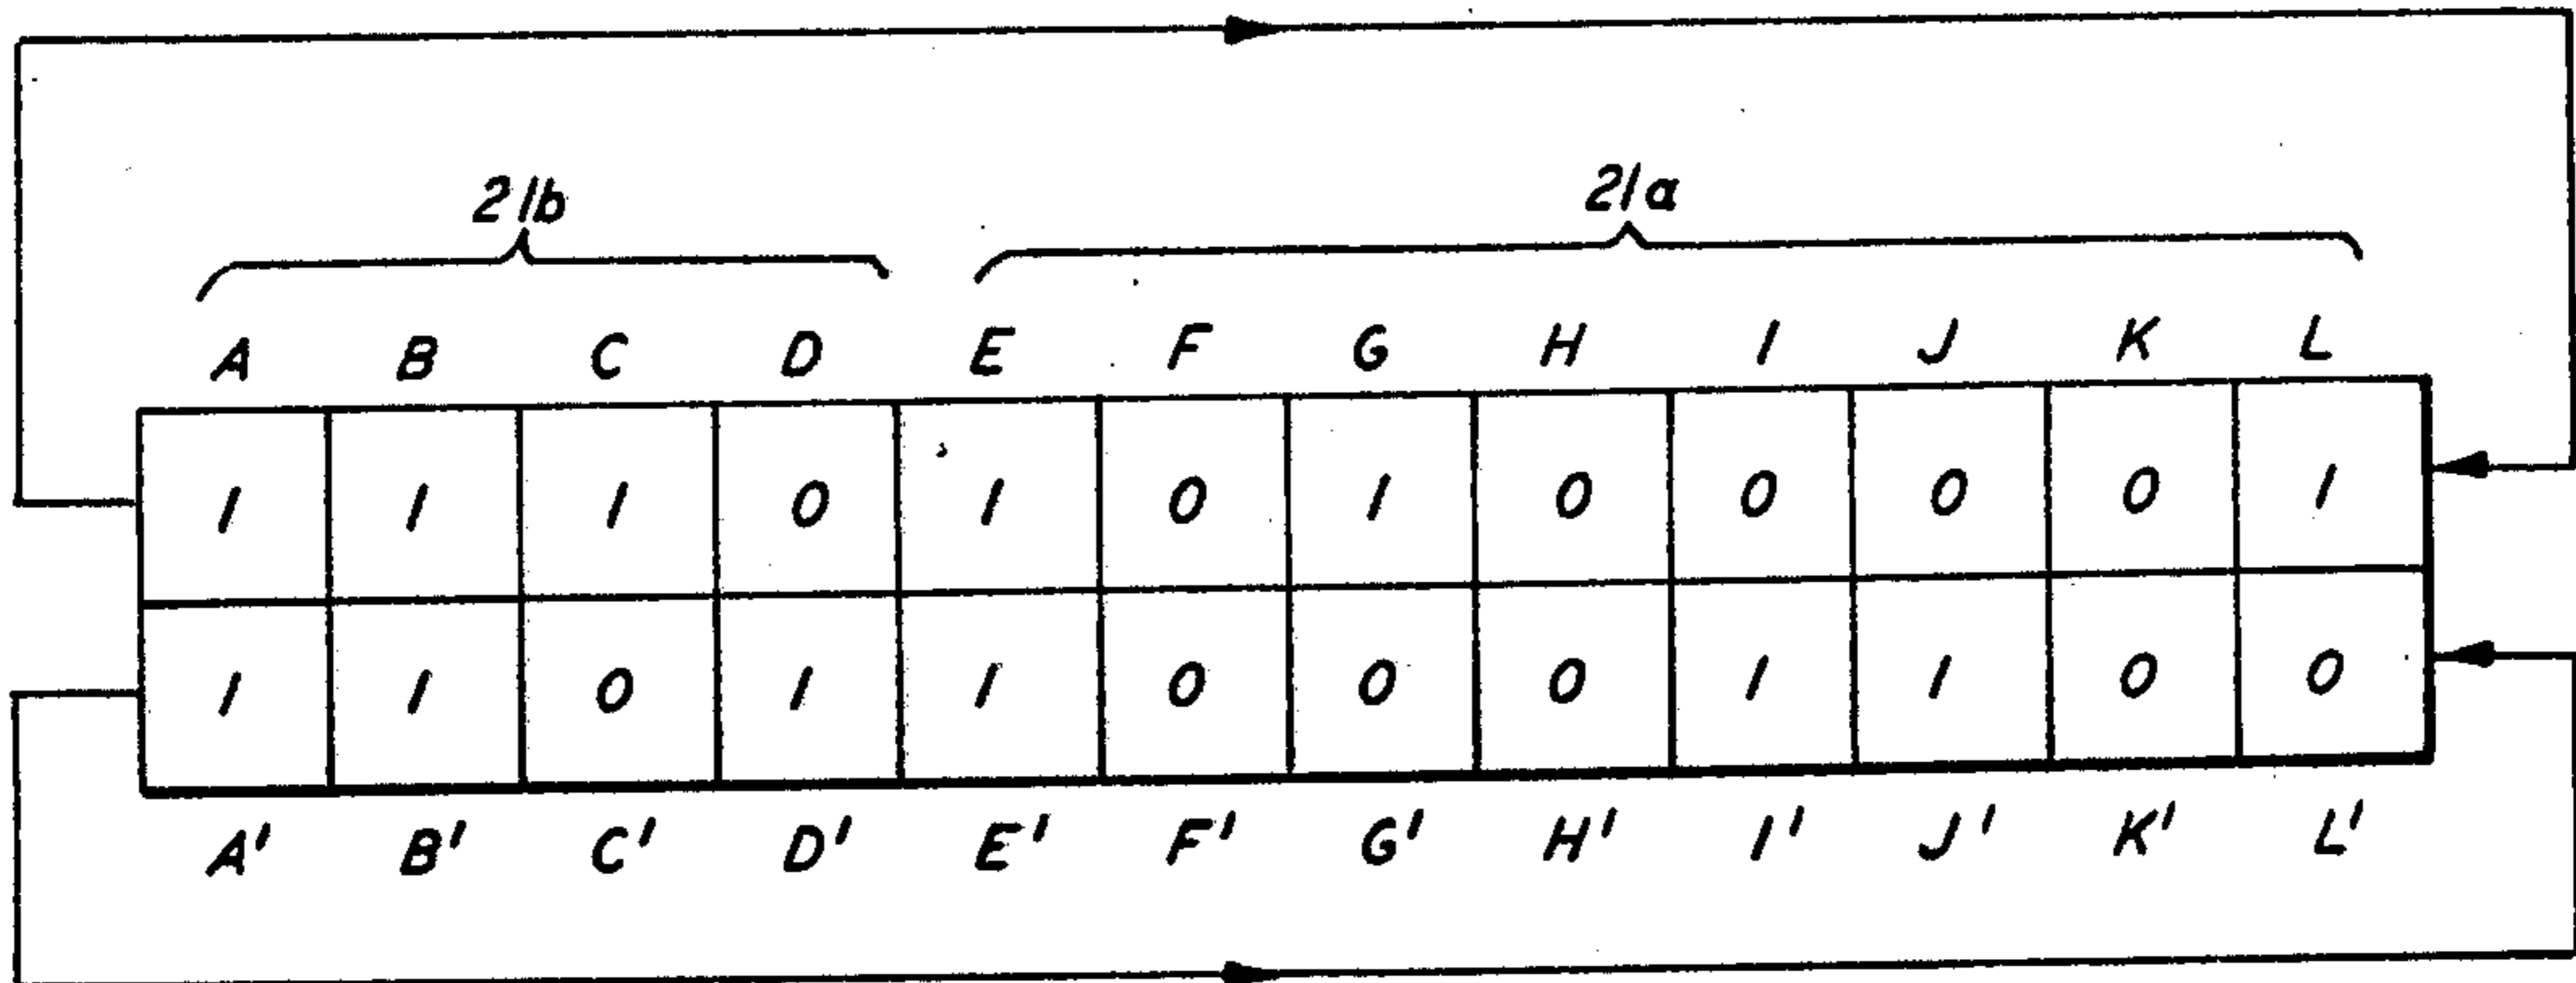 21b 21a
A B C D E F G H I J K L
1 1 1 0 1 0 1 0 0 0 0 1
1 1 0 1 1 0 0 0 1 1 0 0
A' B' C' D' E' F' G' H' I' J' K' L'